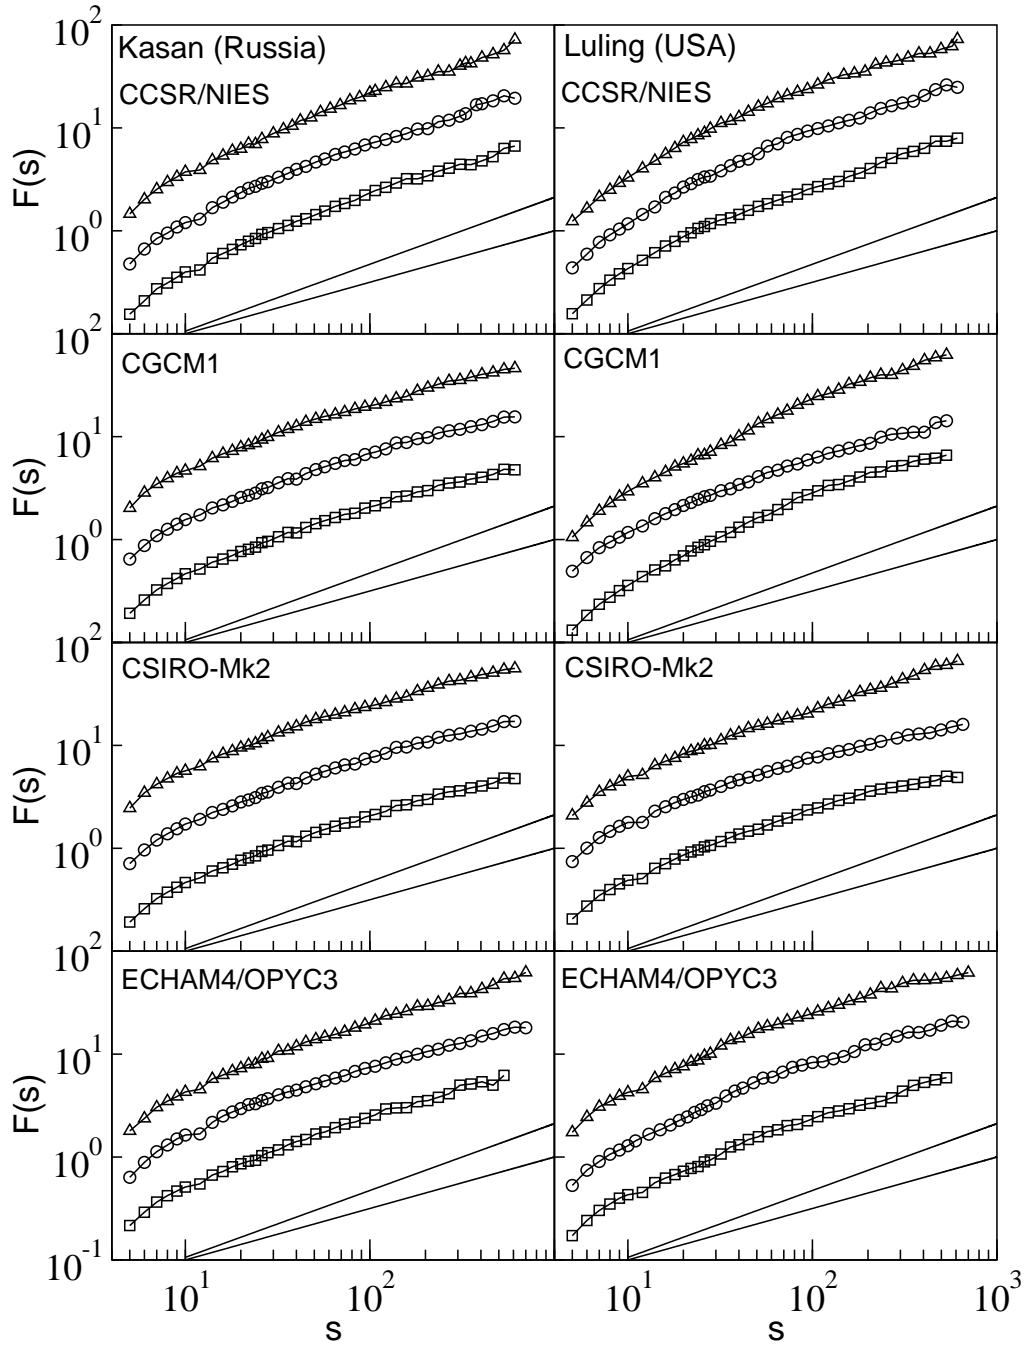 10^2
Kasan (Russia)
Luling (USA)
CCSR/NIES
CCSR/NIES
10^1
F(s)
10^0
10^2
CGCM1
CGCM1
10^1
F(s)
10^0
10^2
CSIRO-Mk2
CSIRO-Mk2
10^1
F(s)
10^0
10^2
ECHAM4/OPYC3
ECHAM4/OPYC3
10^1
F(s)
10^0
10^-1
10^1
10^2
10^1
10^2
10^3
s
s